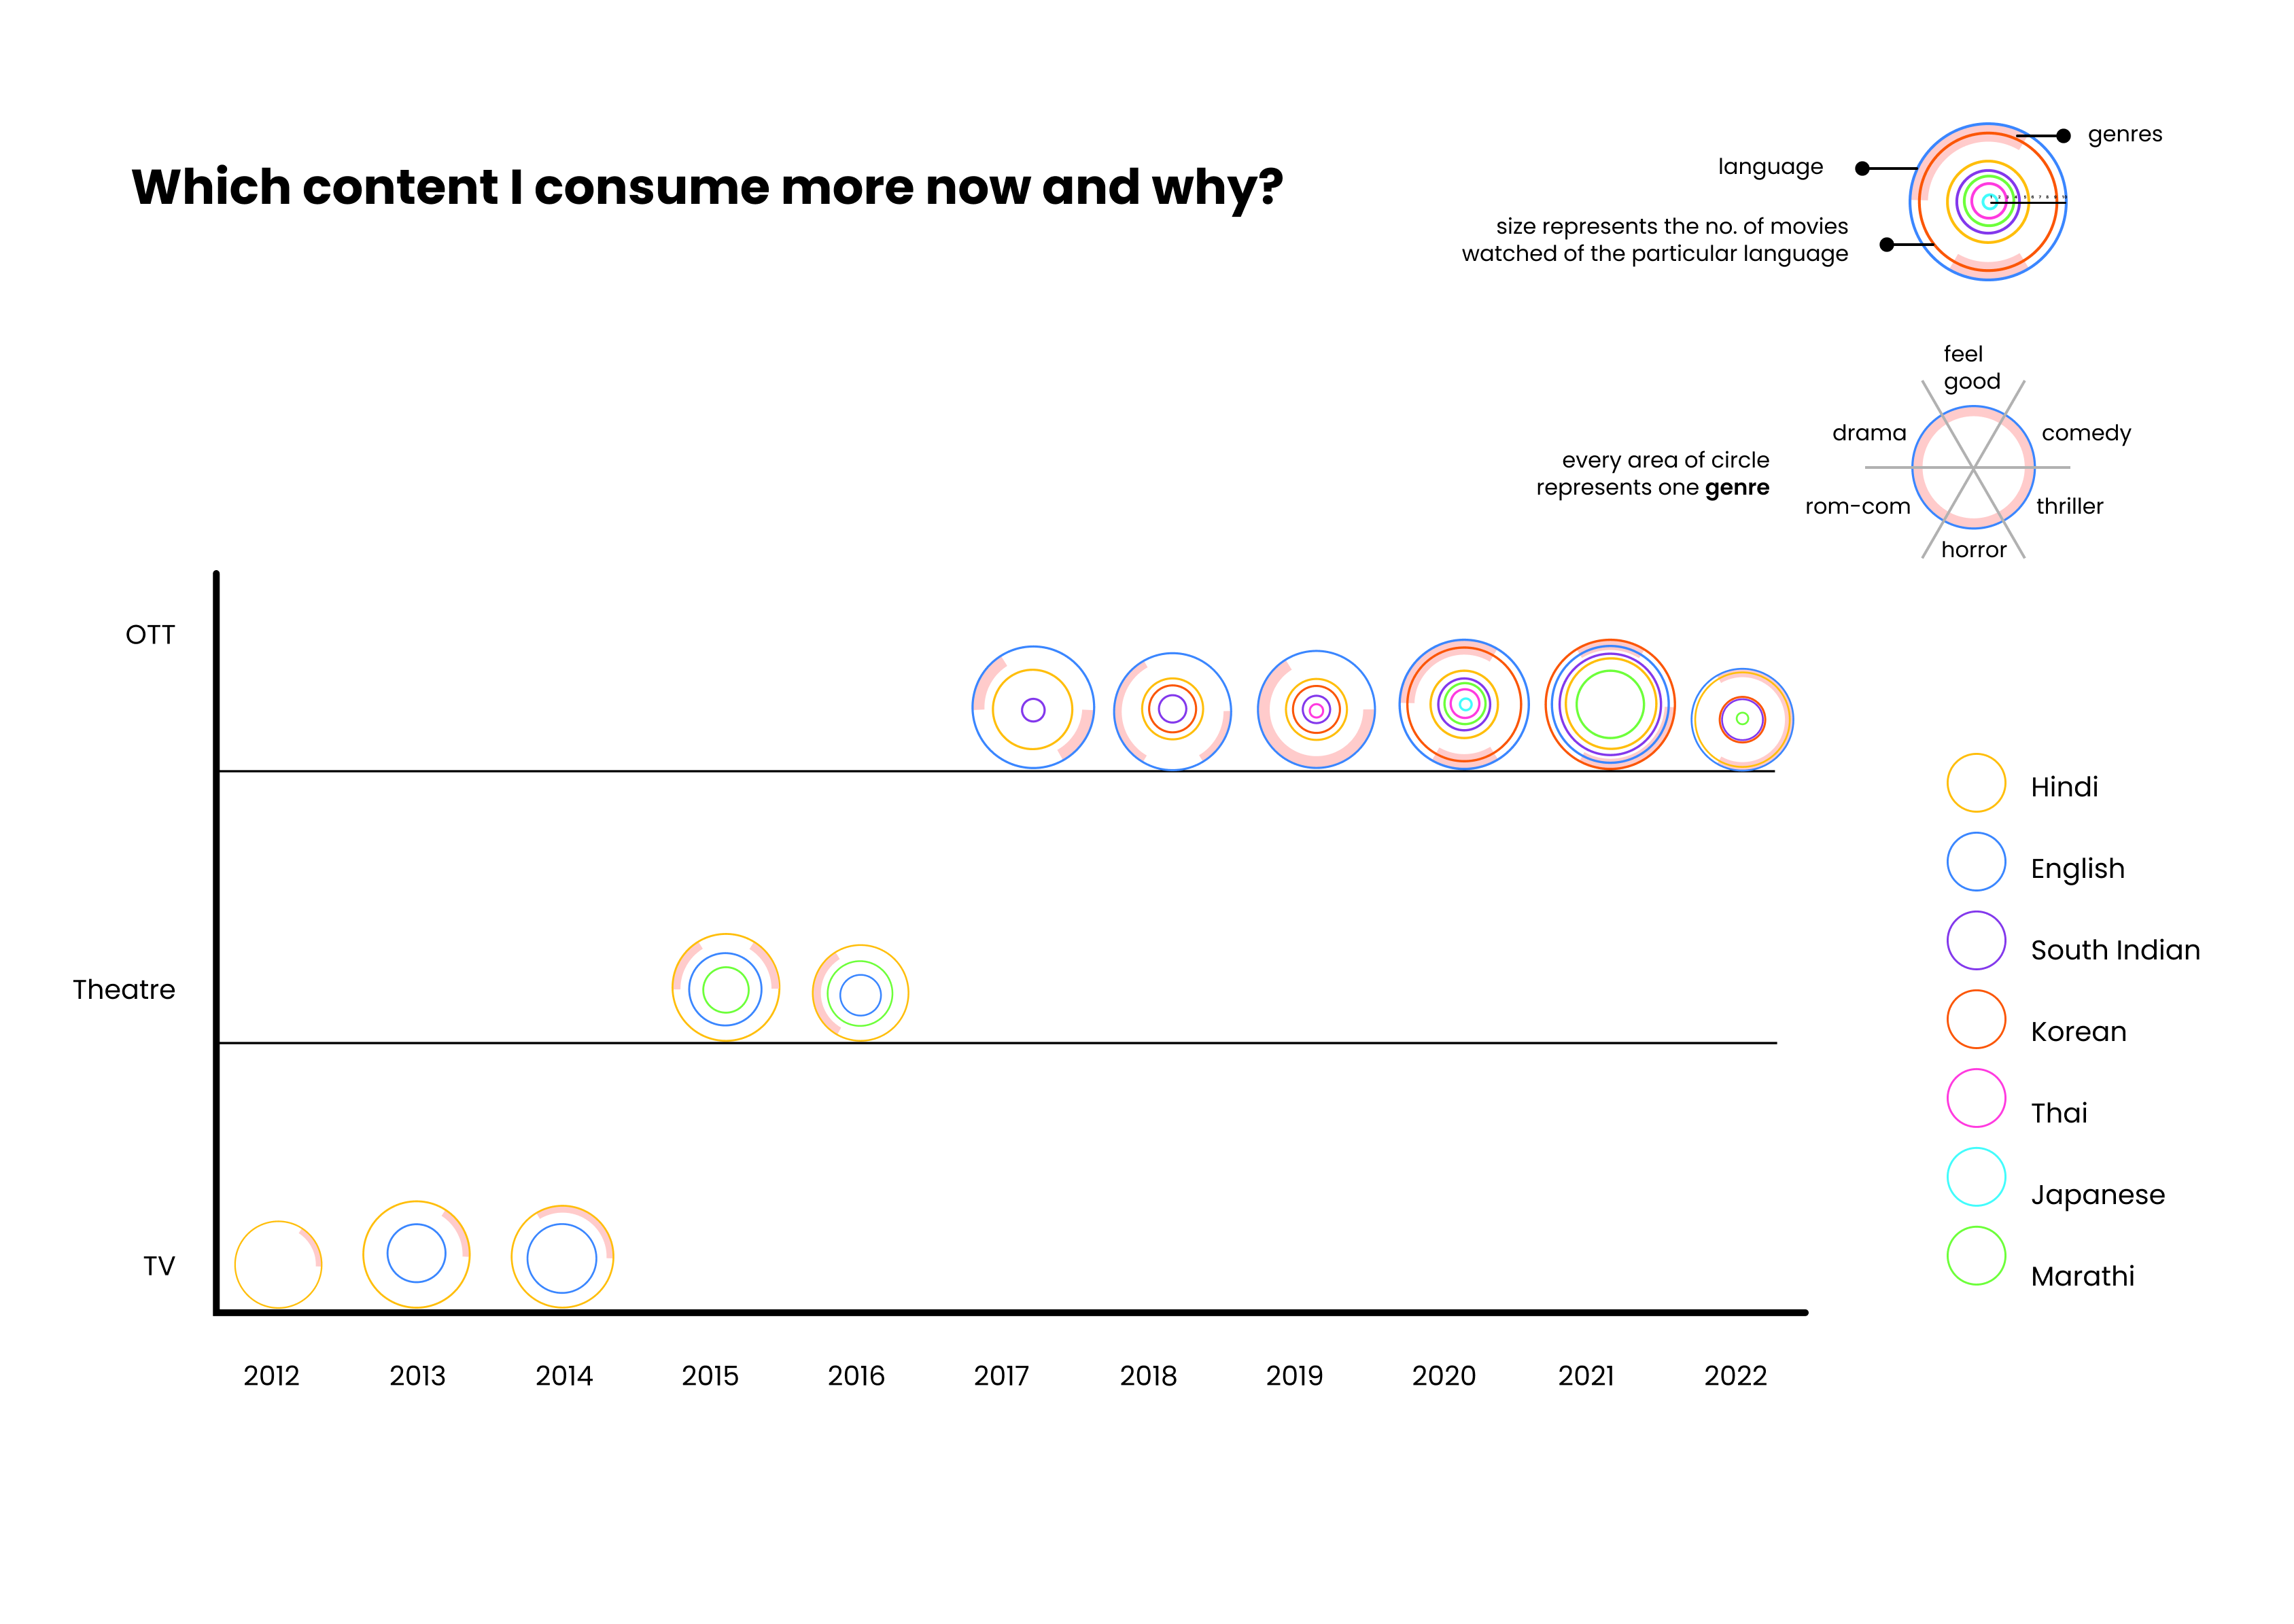 Which content I consume more now and why?
genres
language
size represents the no. of movies
watched of the particular language
feel
good
drama
comedy
every area of circle
represents one genre
rom-com
thriller
horror
OTT
Theatre
TV
Hindi
English
South Indian
Korean
Thai
Japanese
Marathi
2012
2013
2014
2015
2016
2017
2018
2019
2020
2021
2022